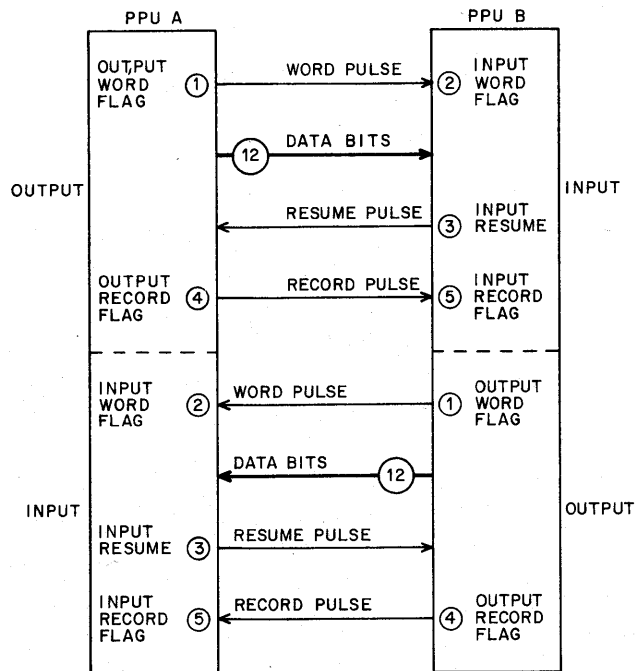 PPU A
PPU B
OUTPUT
WORD
FLAG
1
WORD PULSE
2
INPUT
WORD
FLAG
12
DATA BITS
OUTPUT
INPUT
RESUME PULSE
3
INPUT
RESUME
OUTPUT
RECORD
FLAG
4
RECORD PULSE
5
INPUT
RECORD
FLAG
INPUT
WORD
FLAG
2
WORD PULSE
1
OUTPUT
WORD
FLAG
DATA BITS
12
INPUT
OUTPUT
INPUT
RESUME
3
RESUME PULSE
INPUT
RECORD
FLAG
5
RECORD PULSE
4
OUTPUT
RECORD
FLAG